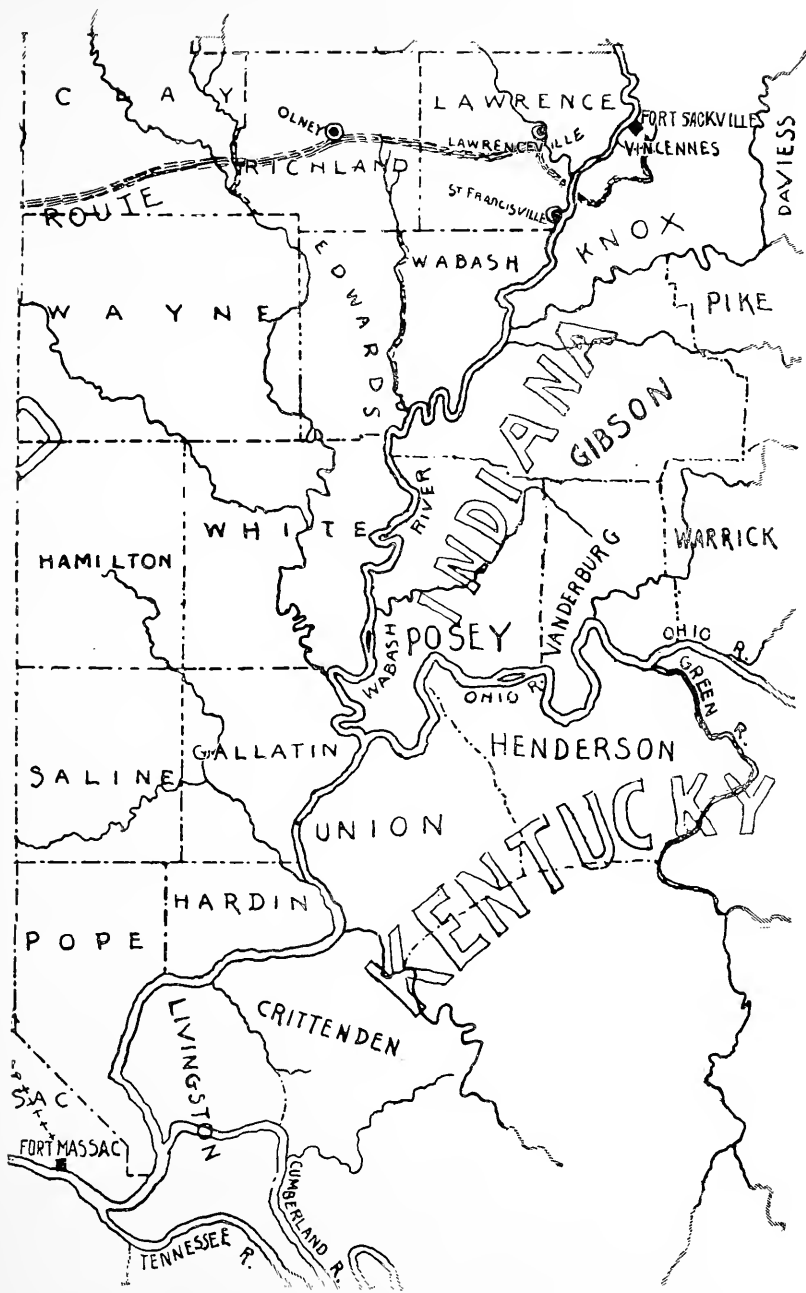 CLAY
LAWRENCE
OLNEY
FORT SACKVILLE
LAWRENCEVILLE
VINCENNES
DAVIESS
RICHLAND
ROUTE
ST FRANCISVILLE
KNOX
EDWARDS
WABASH
WAYNE
PIKE
INDIANA
GIBSON
WHITE
WABASH RIVER
HAMILTON
VANDERBURG
WARRICK
POSEY
OHIO R.
OHIO R.
GREEN R.
GALLATIN
HENDERSON
SALINE
UNION
KENTUCKY
HARDIN
POPE
LIVINGSTON
CRITTENDEN
SAC
FORT MASSAC
CUMBERLAND R.
TENNESSEE R.